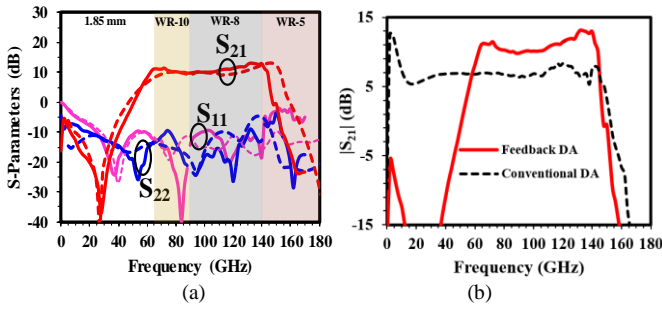 1.85 mm WR-10 WR-8 WR-5
S-Parameters (dB)
30
20
10
0
-10
-20
-30
-40
S21
S11
S22
0 20 40 60 80 100 120 140 160 180
Frequency (GHz)
(a)
|S21| (dB)
15
5
-5
-15
Feedback DA
Conventional DA
0 20 40 60 80 100 120 140 160 180
Frequency (GHz)
(b)